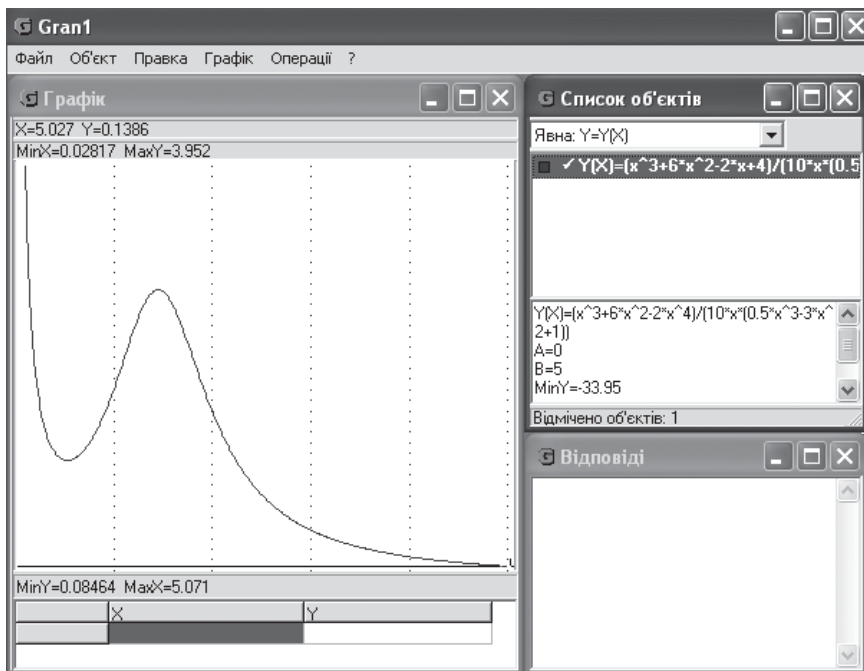 Gran1
Файл Об'єкт Правка Графік Операції ?
Графік
X=5.027 Y=0.1386
MinX=0.02817 MaxY=3.952
MinY=0.08464 MaxX=5.071
X Y
Список об'єктів
Явна: Y=Y(X)
Y(X)=(x^3+6*x^2-2*x+4)/(10*x*(0.5
Y(X)=(x^3+6*x^2-2*x^4)/(10*x*(0.5*x^3-3*x^
2+1))
A=0
B=5
MinY=-33.95
Відмічено об'єктів: 1
Відповіді